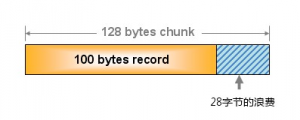 128 bytes chunk
100 bytes record
28字节的浪费